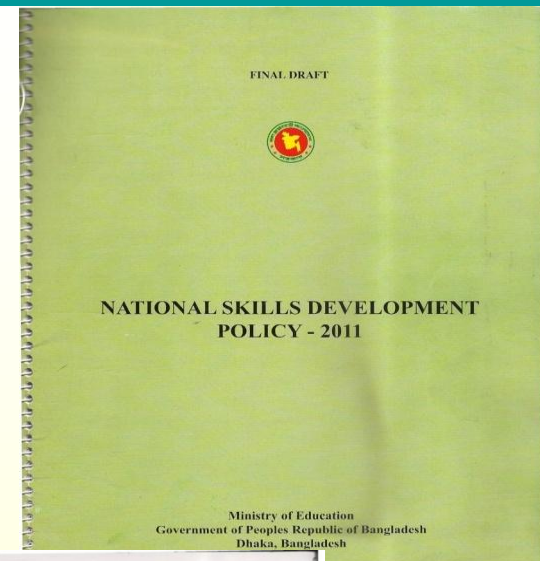 FINAL DRAFT
NATIONAL SKILLS DEVELOPMENT
POLICY - 2011
Ministry of Education
Government of Peoples Republic of Bangladesh
Dhaka, Bangladesh